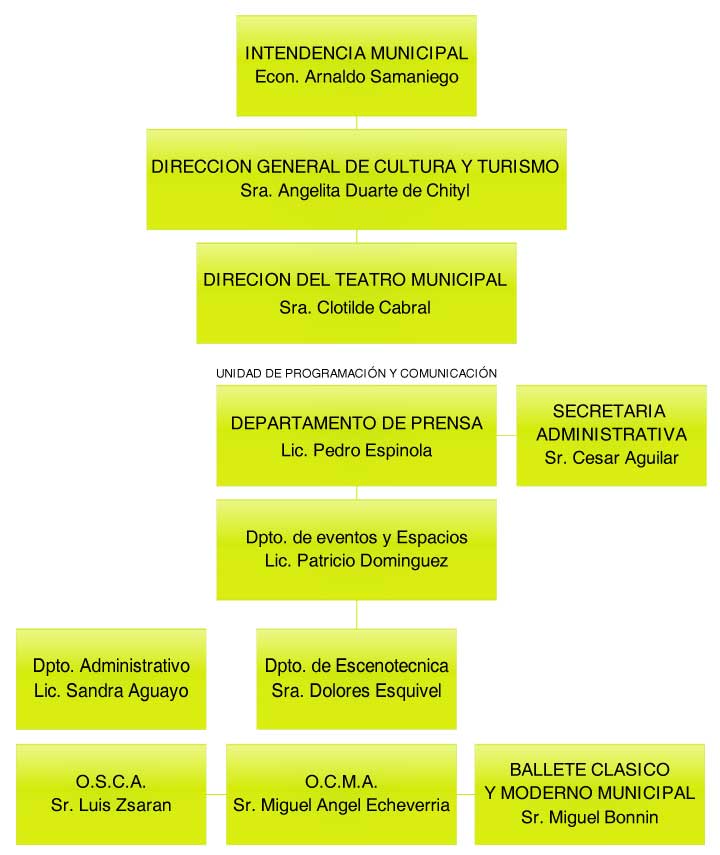 INTENDENCIA MUNICIPAL
Econ. Arnaldo Samaniego
DIRECCION GENERAL DE CULTURA Y TURISMO
Sra. Angelita Duarte de Chityl
DIRECION DEL TEATRO MUNICIPAL
Sra. Clotilde Cabral
UNIDAD DE PROGRAMACIÓN Y COMUNICACIÓN
DEPARTAMENTO DE PRENSA
Lic. Pedro Espinola
SECRETARIA
ADMINISTRATIVA
Sr. Cesar Aguilar
Dpto. de eventos y Espacios
Lic. Patricio Dominguez
Dpto. Administrativo
Lic. Sandra Aguayo
Dpto. de Escenotecnica
Sra. Dolores Esquivel
O.S.C.A.
Sr. Luis Zsaran
O.C.M.A.
Sr. Miguel Angel Echeverria
BALLETE CLASICO
Y MODERNO MUNICIPAL
Sr. Miguel Bonnin